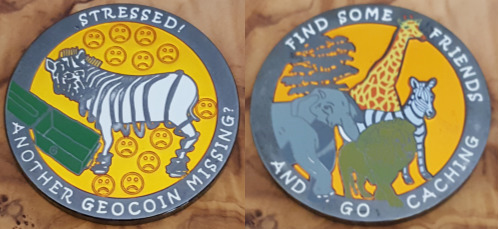 STRESSED!
ANOTHER GEOCOIN MISSING?
FIND SOME FRIENDS
AND GO CACHING